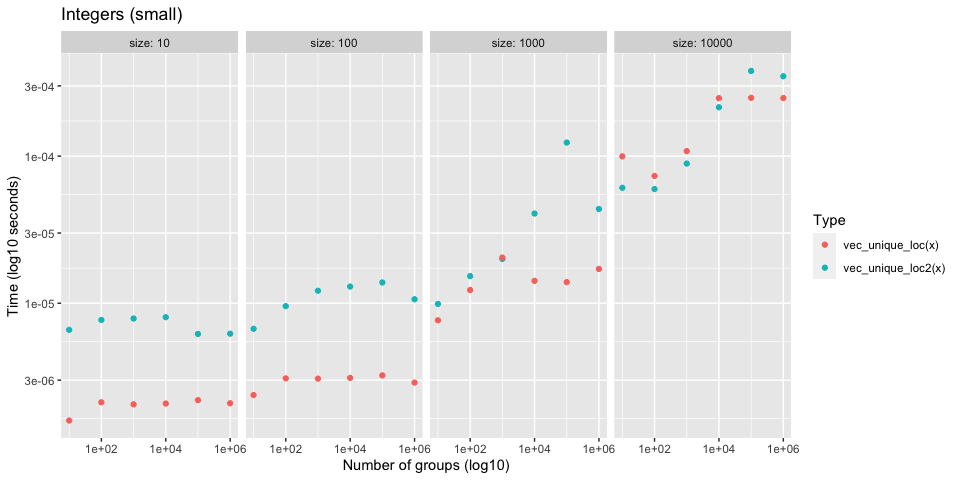 Integers (small)
size: 10
size: 100
size: 1000
size: 10000
3e-04
1e-04
3e-05
1e-05
3e-06
Time (log10 seconds)
1e+02 1e+04 1e+06
1e+02 1e+04 1e+06
1e+02 1e+04 1e+06
1e+02 1e+04 1e+06
Number of groups (log10)
Type
vec_unique_loc(x)
vec_unique_loc2(x)